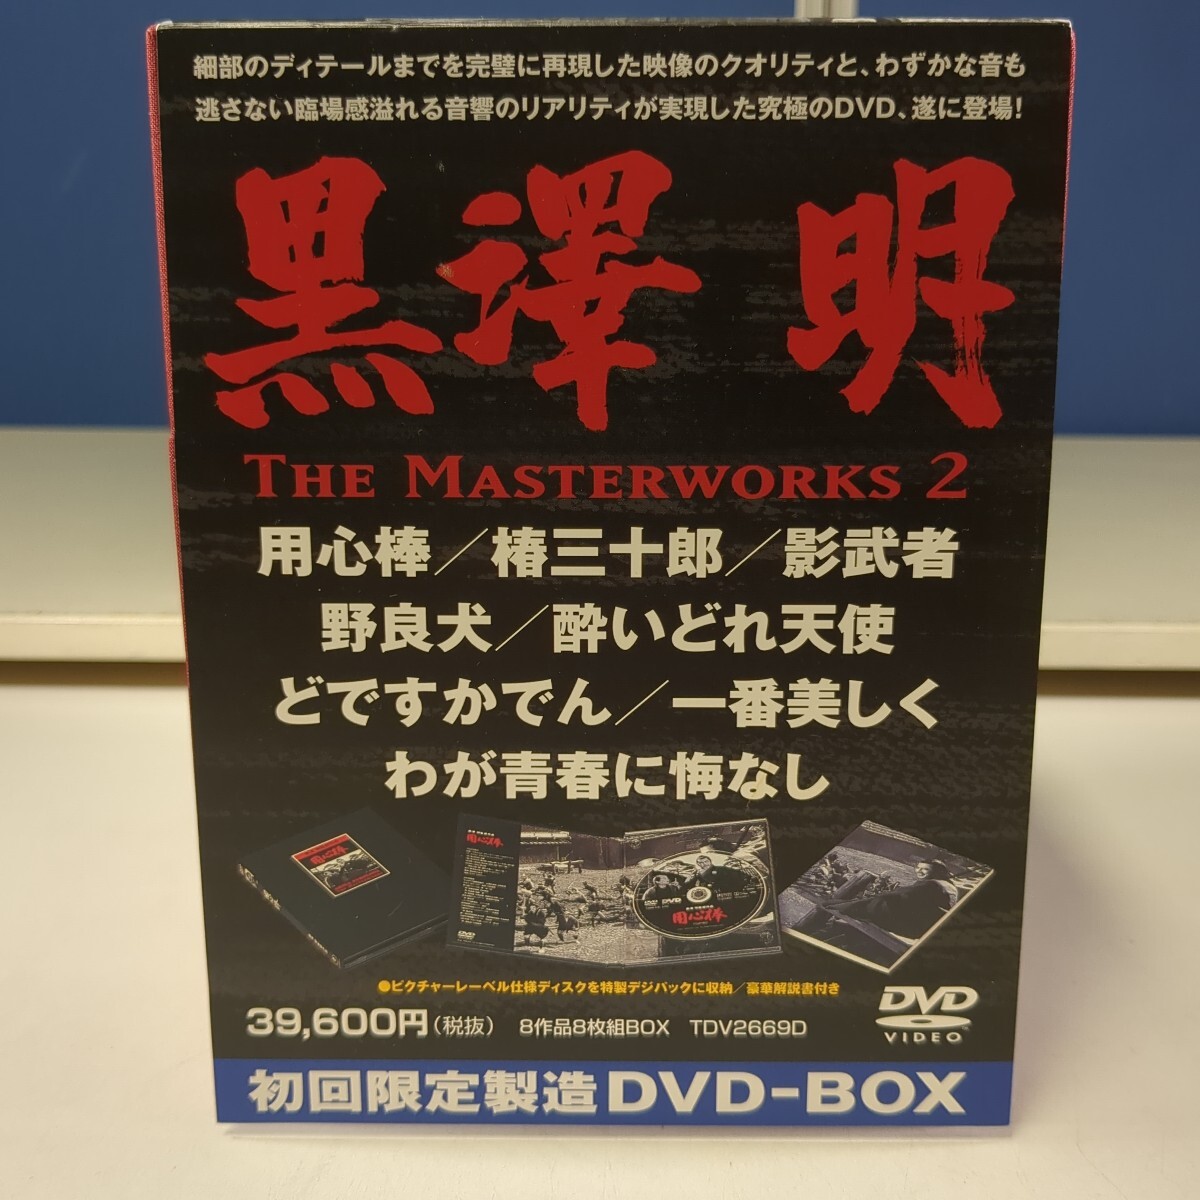 細部のディテールまでを完璧に再現した映像のクオリティと、わずかな音も
逃さない臨場感溢れる音響のリアリティが実現した究極のDVD、遂に登場!
黒澤 明
THE MASTERWORKS 2
用心棒／椿三十郎／影武者
野良犬／酔いどれ天使
どですかでん／一番美しく
わが青春に悔なし
用心棒
用心棒
DVD
用心棒
●ピクチャーレーベル仕様ディスクを特製デジパックに収納／豪華解説書付き
39,600円(税抜) 8作品8枚組BOX TDV2669D
DVD
VIDEO
初回限定製造DVD-BOX